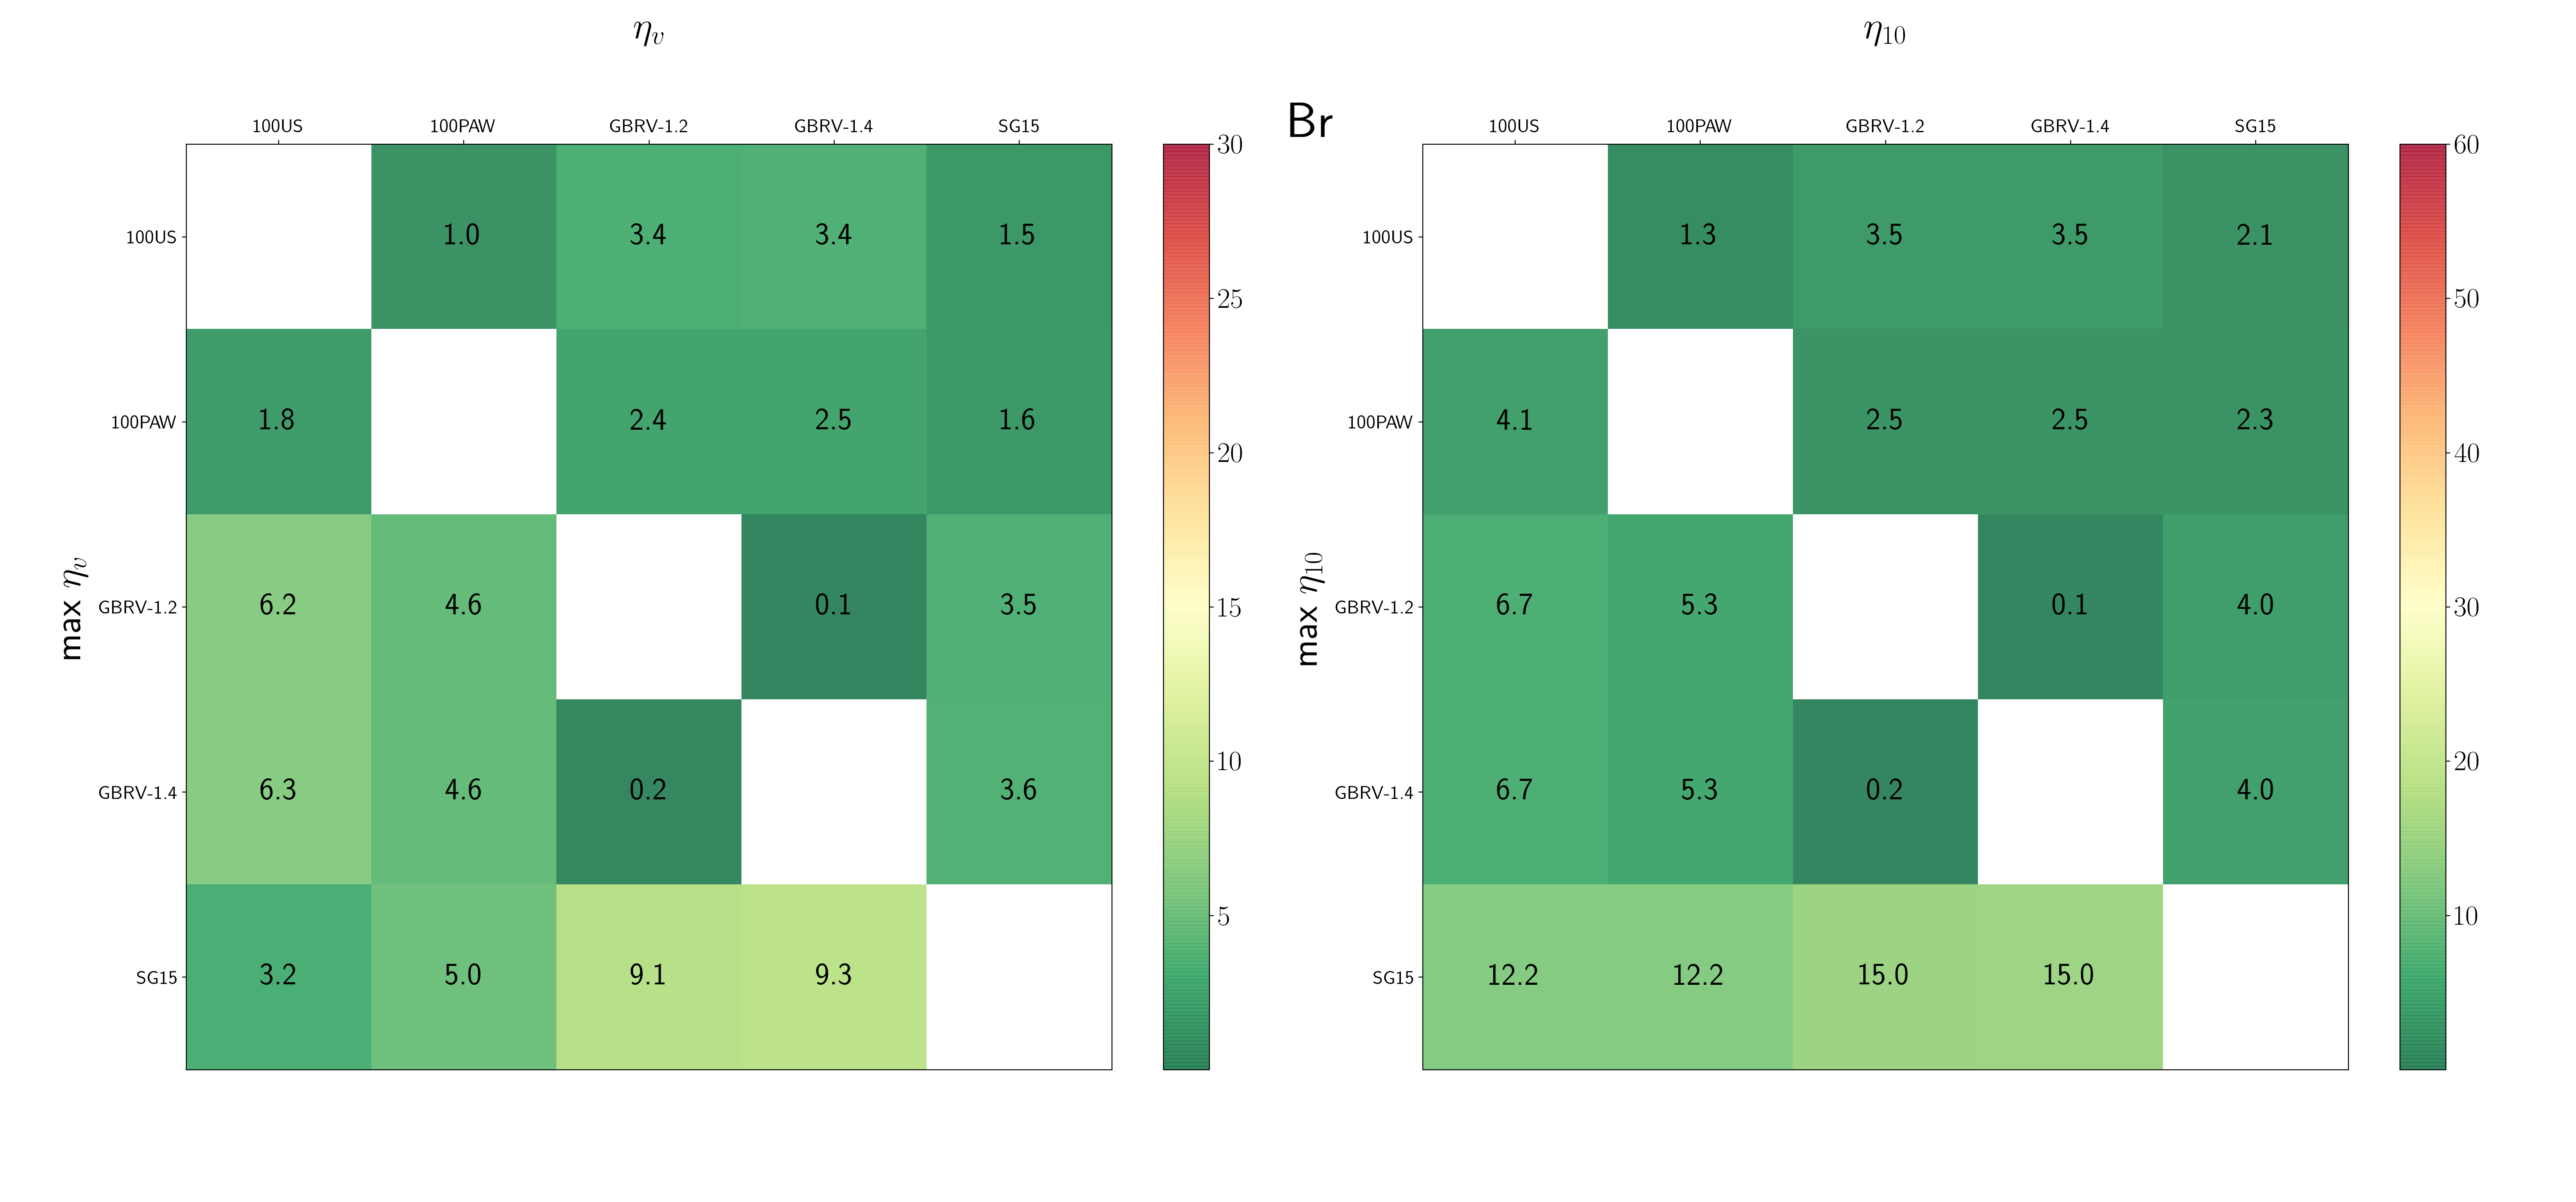 η_v
η_10
Br
100US 100PAW GBRV-1.2 GBRV-1.4 SG15
100US 1.0 3.4 3.4 1.5
100PAW 1.8 2.4 2.5 1.6
GBRV-1.2 6.2 4.6 0.1 3.5
GBRV-1.4 6.3 4.6 0.2 3.6
SG15 3.2 5.0 9.1 9.3
max η_v
30
25
20
15
10
5
100US 100PAW GBRV-1.2 GBRV-1.4 SG15
100US 1.3 3.5 3.5 2.1
100PAW 4.1 2.5 2.5 2.3
GBRV-1.2 6.7 5.3 0.1 4.0
GBRV-1.4 6.7 5.3 0.2 4.0
SG15 12.2 12.2 15.0 15.0
max η_10
60
50
40
30
20
10